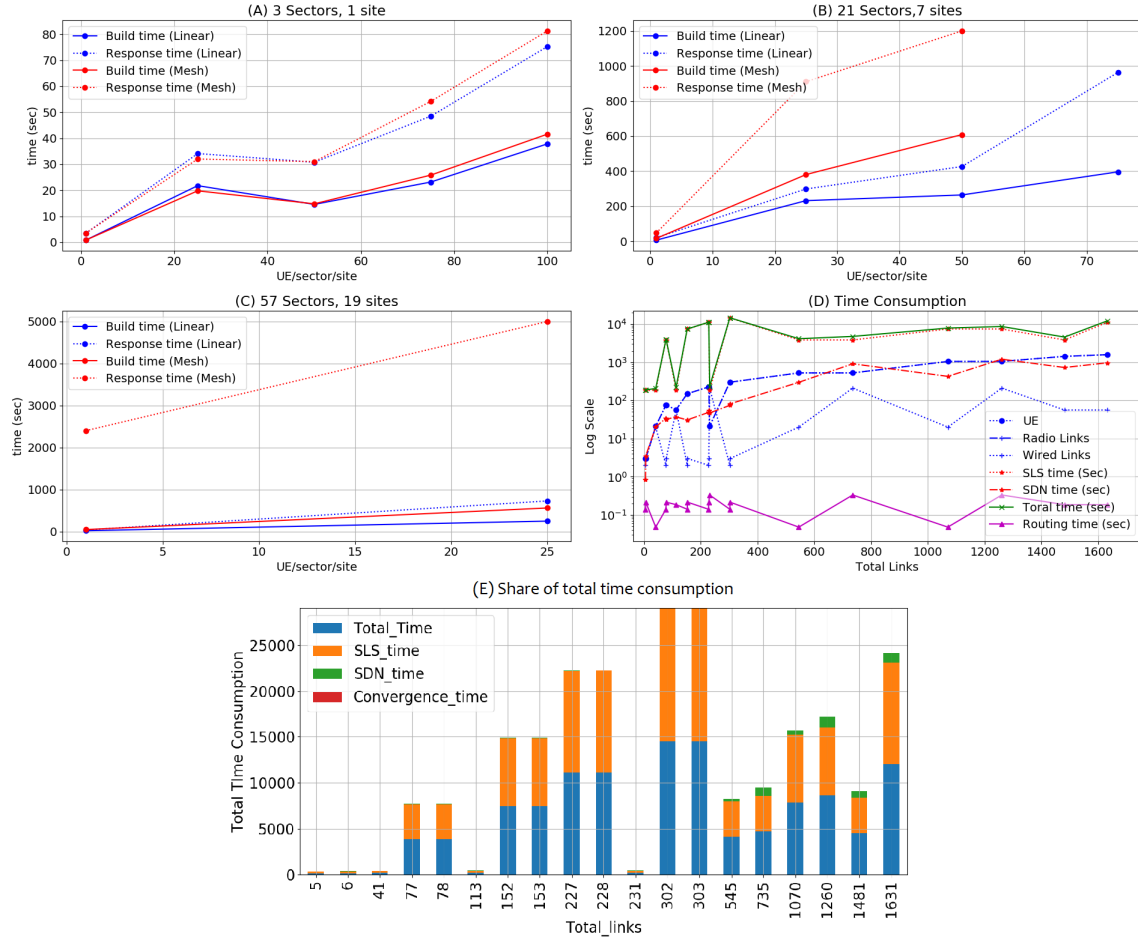 (A) 3 Sectors, 1 site
Build time (Linear)
Response time (Linear)
Build time (Mesh)
Response time (Mesh)
time (sec)
80
70
60
50
40
30
20
10
0
0 20 40 60 80 100
UE/sector/site
(B) 21 Sectors,7 sites
Build time (Linear)
Response time (Linear)
Build time (Mesh)
Response time (Mesh)
time (sec)
1200
1000
800
600
400
200
0
0 10 20 30 40 50 60 70
UE/sector/site
(C) 57 Sectors, 19 sites
Build time (Linear)
Response time (Linear)
Build time (Mesh)
Response time (Mesh)
time (sec)
5000
4000
3000
2000
1000
0
0 5 10 15 20 25
UE/sector/site
(D) Time Consumption
Log Scale
10⁴
10³
10²
10¹
10⁰
10⁻¹
UE
Radio Links
Wired Links
SLS time (Sec)
SDN time (sec)
Toral time (sec)
Routing time (sec)
0 200 400 600 800 1000 1200 1400 1600
Total Links
(E) Share of total time consumption
Total_Time
SLS_time
SDN_time
Convergence_time
Total Time Consumption
25000
20000
15000
10000
5000
0
5 6 41 77 78 113 152 153 227 228 231 302 303 545 735 1070 1260 1481 1631
Total_links